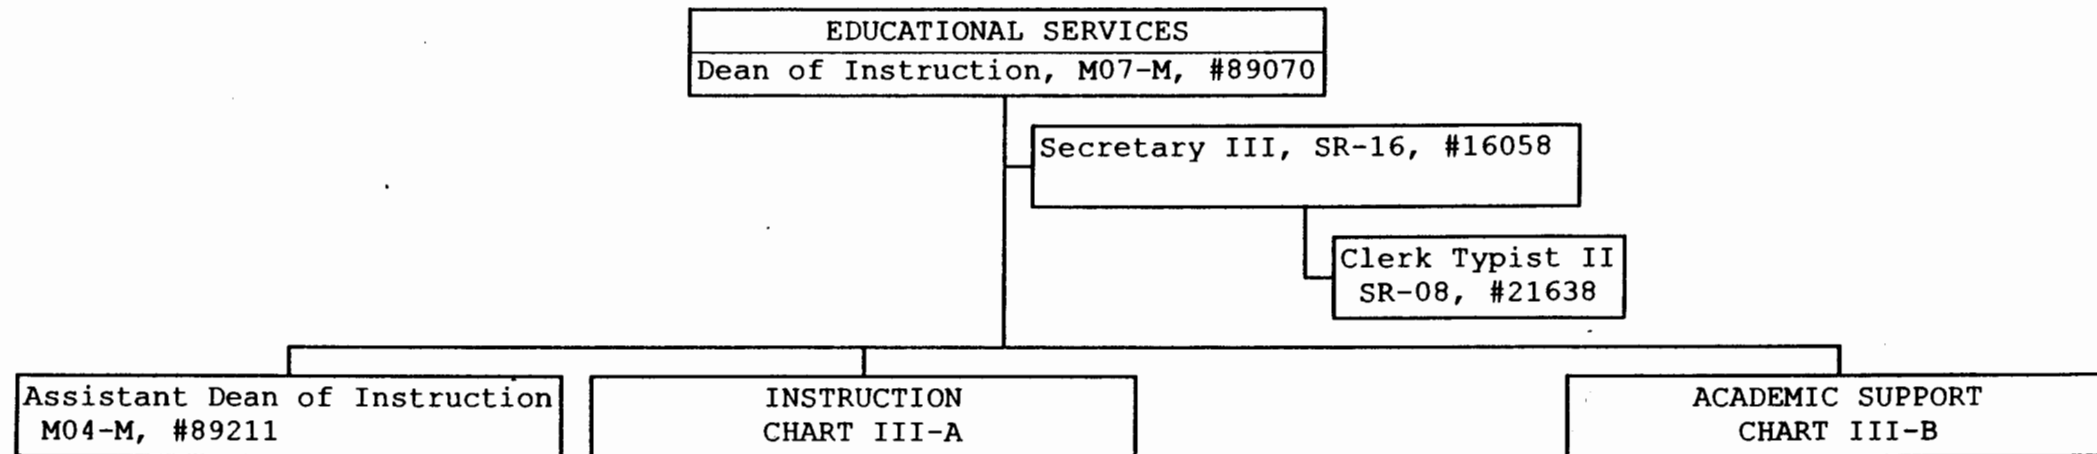 EDUCATIONAL SERVICES
Dean of Instruction, M07-M, #89070
Secretary III, SR-16, #16058
Clerk Typist II
SR-08, #21638
Assistant Dean of Instruction
M04-M, #89211
INSTRUCTION
CHART III-A
ACADEMIC SUPPORT
CHART III-B